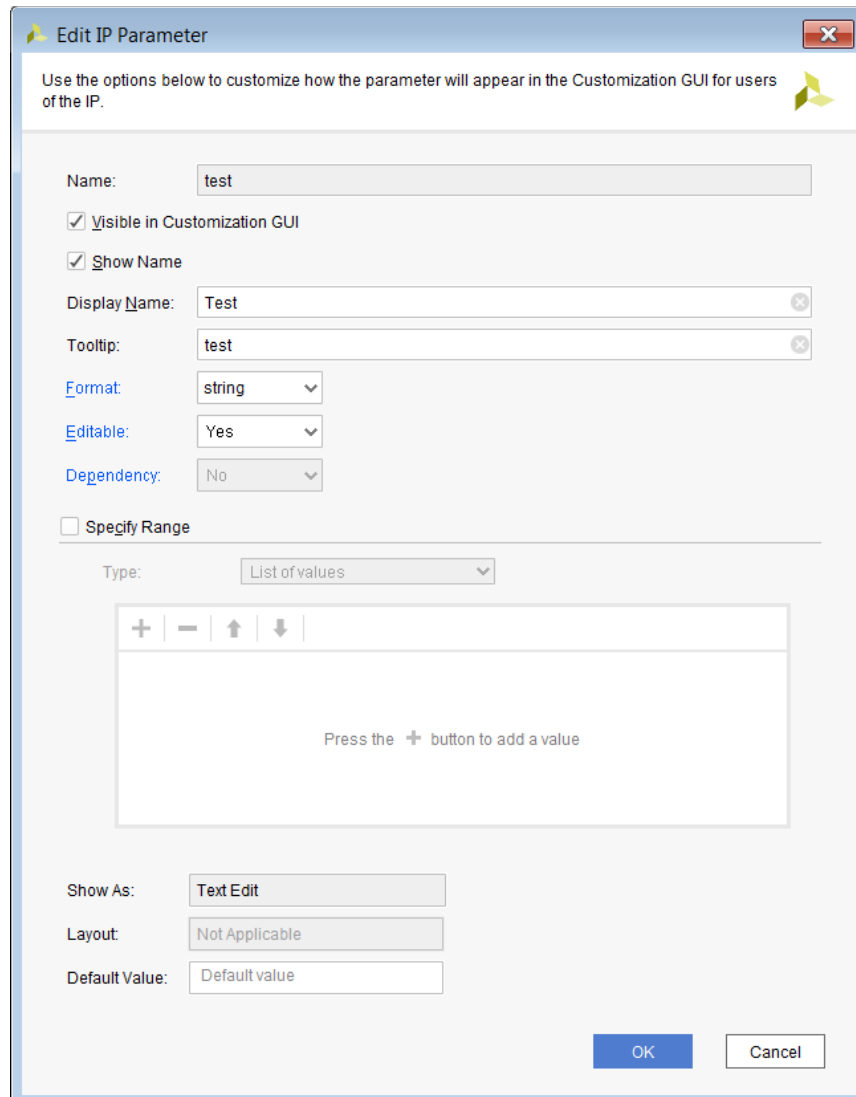 Edit IP Parameter
Use the options below to customize how the parameter will appear in the Customization GUI for users
of the IP.
Name: test
Visible in Customization GUI
Show Name
Display Name: Test
Tooltip: test
Format: string
Editable: Yes
Dependency: No
Specify Range
Type: List of values
Press the + button to add a value
Show As: Text Edit
Layout: Not Applicable
Default Value: Default value
OK Cancel